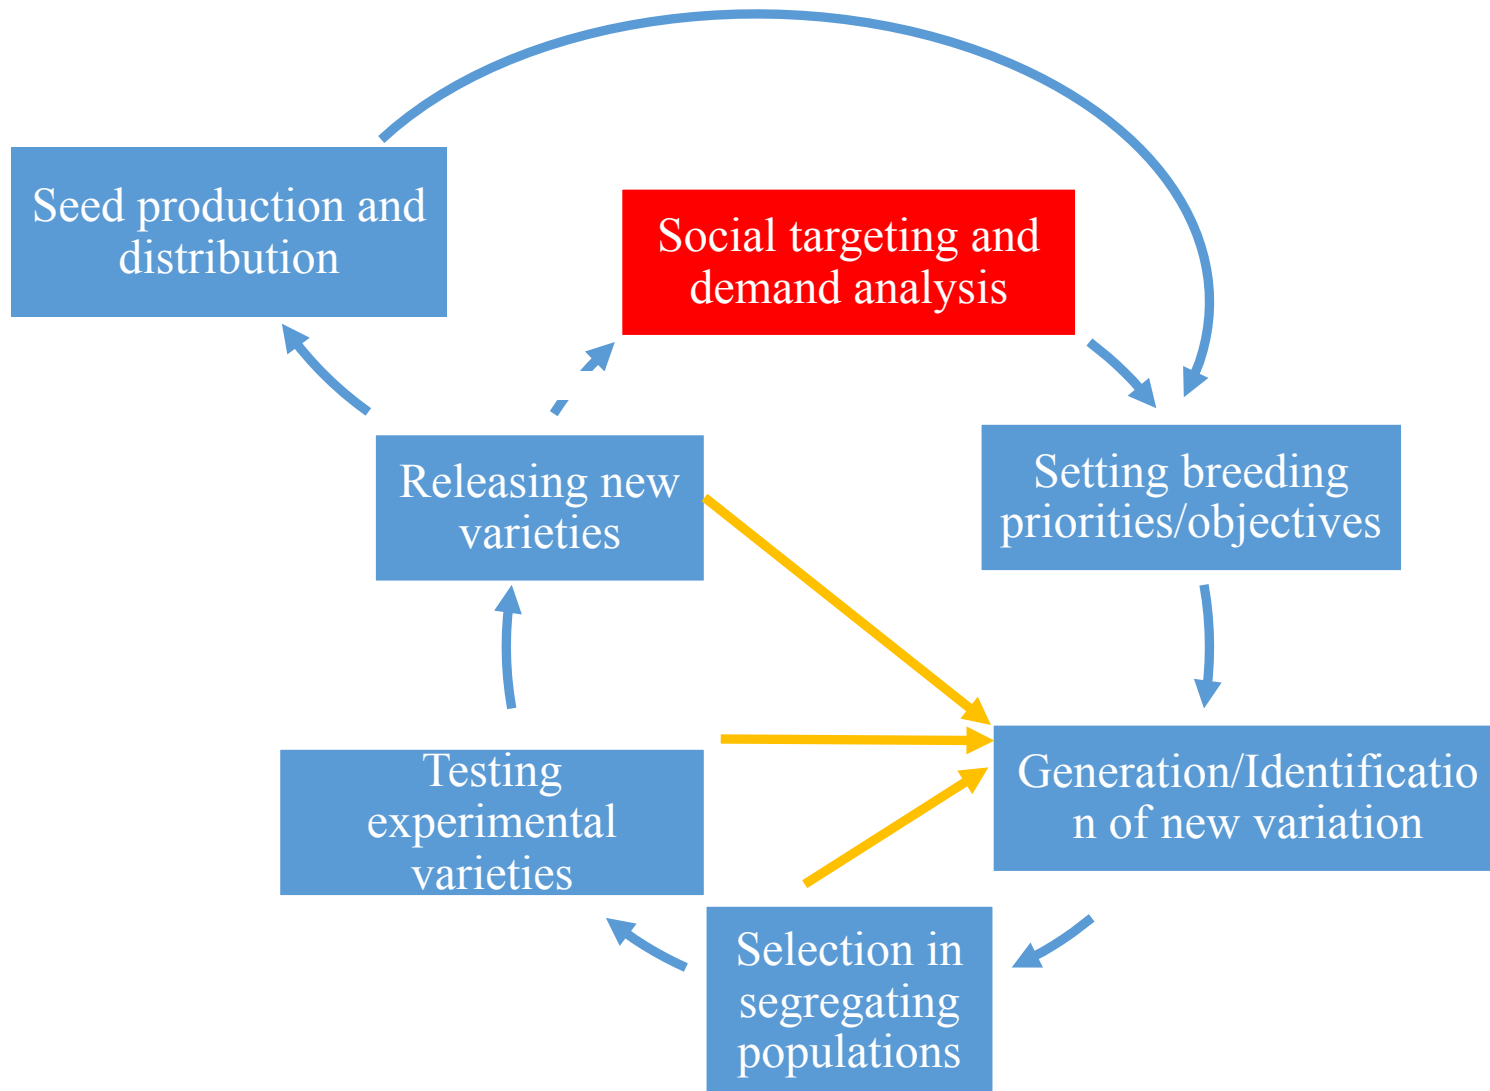 Seed production and
distribution
Social targeting and
demand analysis
Releasing new
varieties
Setting breeding
priorities/objectives
Testing
experimental
varieties
Generation/Identificatio
n of new variation
Selection in
segregating
populations